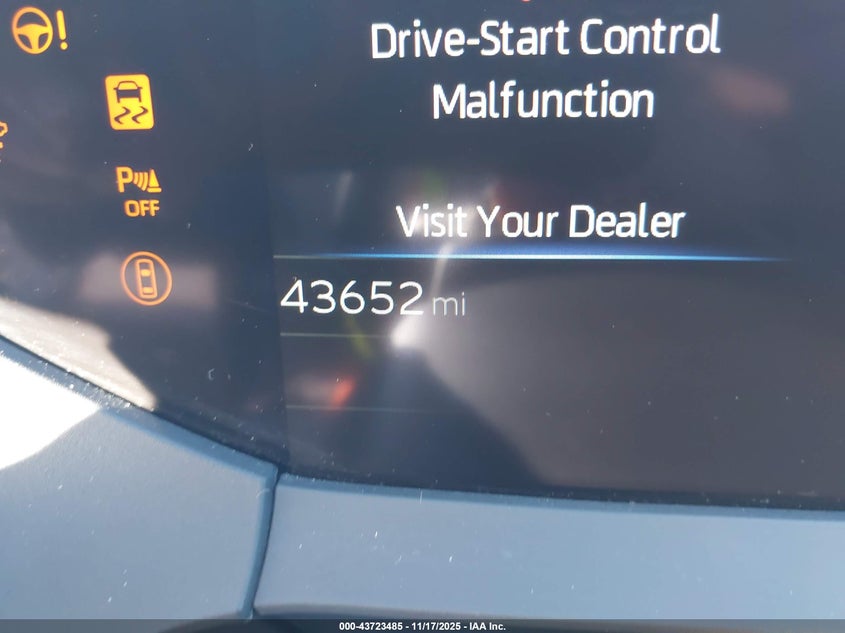 Drive-Start Control
Malfunction
P
OFF
Visit Your Dealer
43652 mi
000-43723485 - 11/17/2025 - IAA Inc.